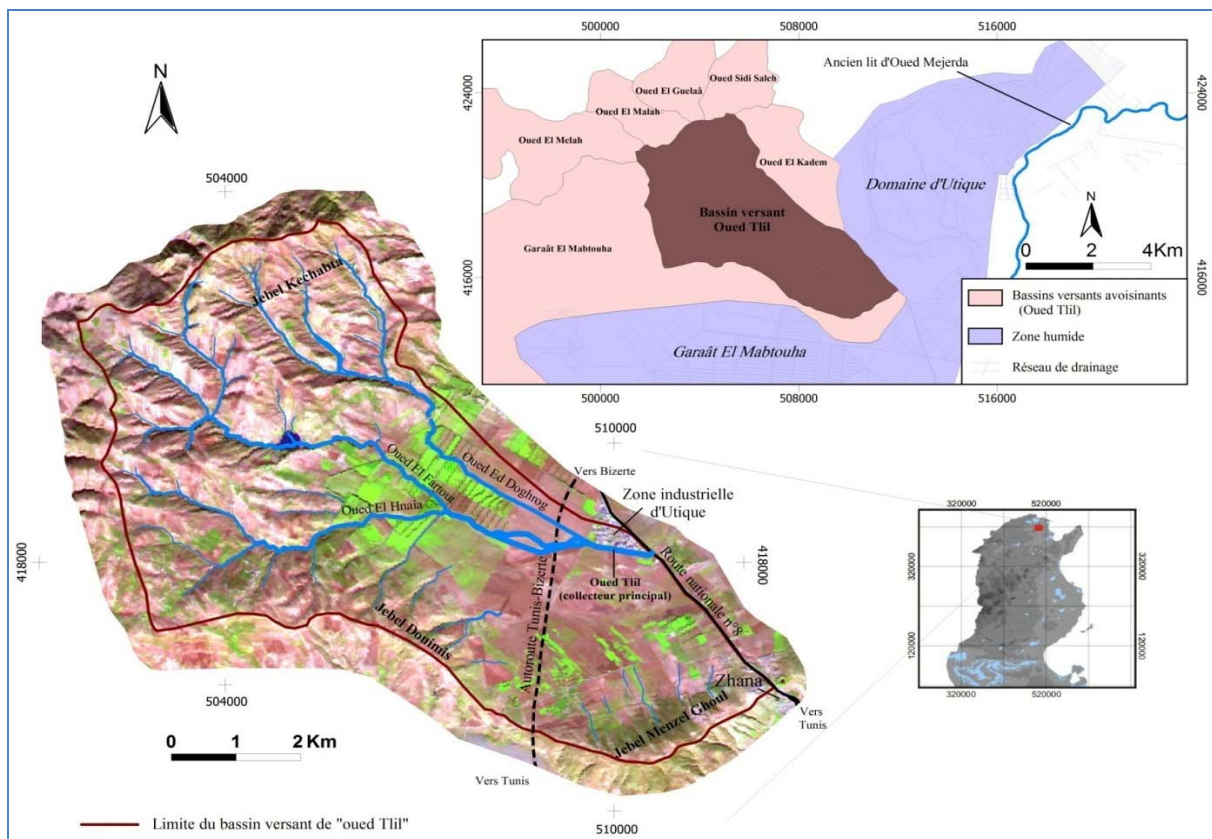 500000
508000
516000
Ancien lit d'Oued Mejerda
424000
424000
Oued Sidi Saleh
Oued El Guelaâ
Oued El Malah
Oued El Melah
Oued El Kadem
Domaine d'Utique
Bassin versant
Oued Tlil
Garaât El Mabtouha
N
0 2 4Km
416000
416000
Bassins versants avoisinants
(Oued Tlil)
Zone humide
Réseau de drainage
Garaât El Mabtouha
500000
508000
516000
N
504000
Jebel Kechabta
510000
Vers Bizerte
Oued Ed Doghrog
Oued El Fartout
Oued El Hnaia
Zone industrielle
d'Utique
418000
418000
Oued Tlil
(collecteur principal)
Route nationale n°8
Autoroute Tunis-Bizerte
Jebel Donimis
Zhana
Jebel Menzel Ghoul
Vers
Tunis
504000
0 1 2 Km
Vers Tunis
510000
Limite du bassin versant de "oued Tlil"
320000
520000
320000
320000
120000
120000
320000
520000